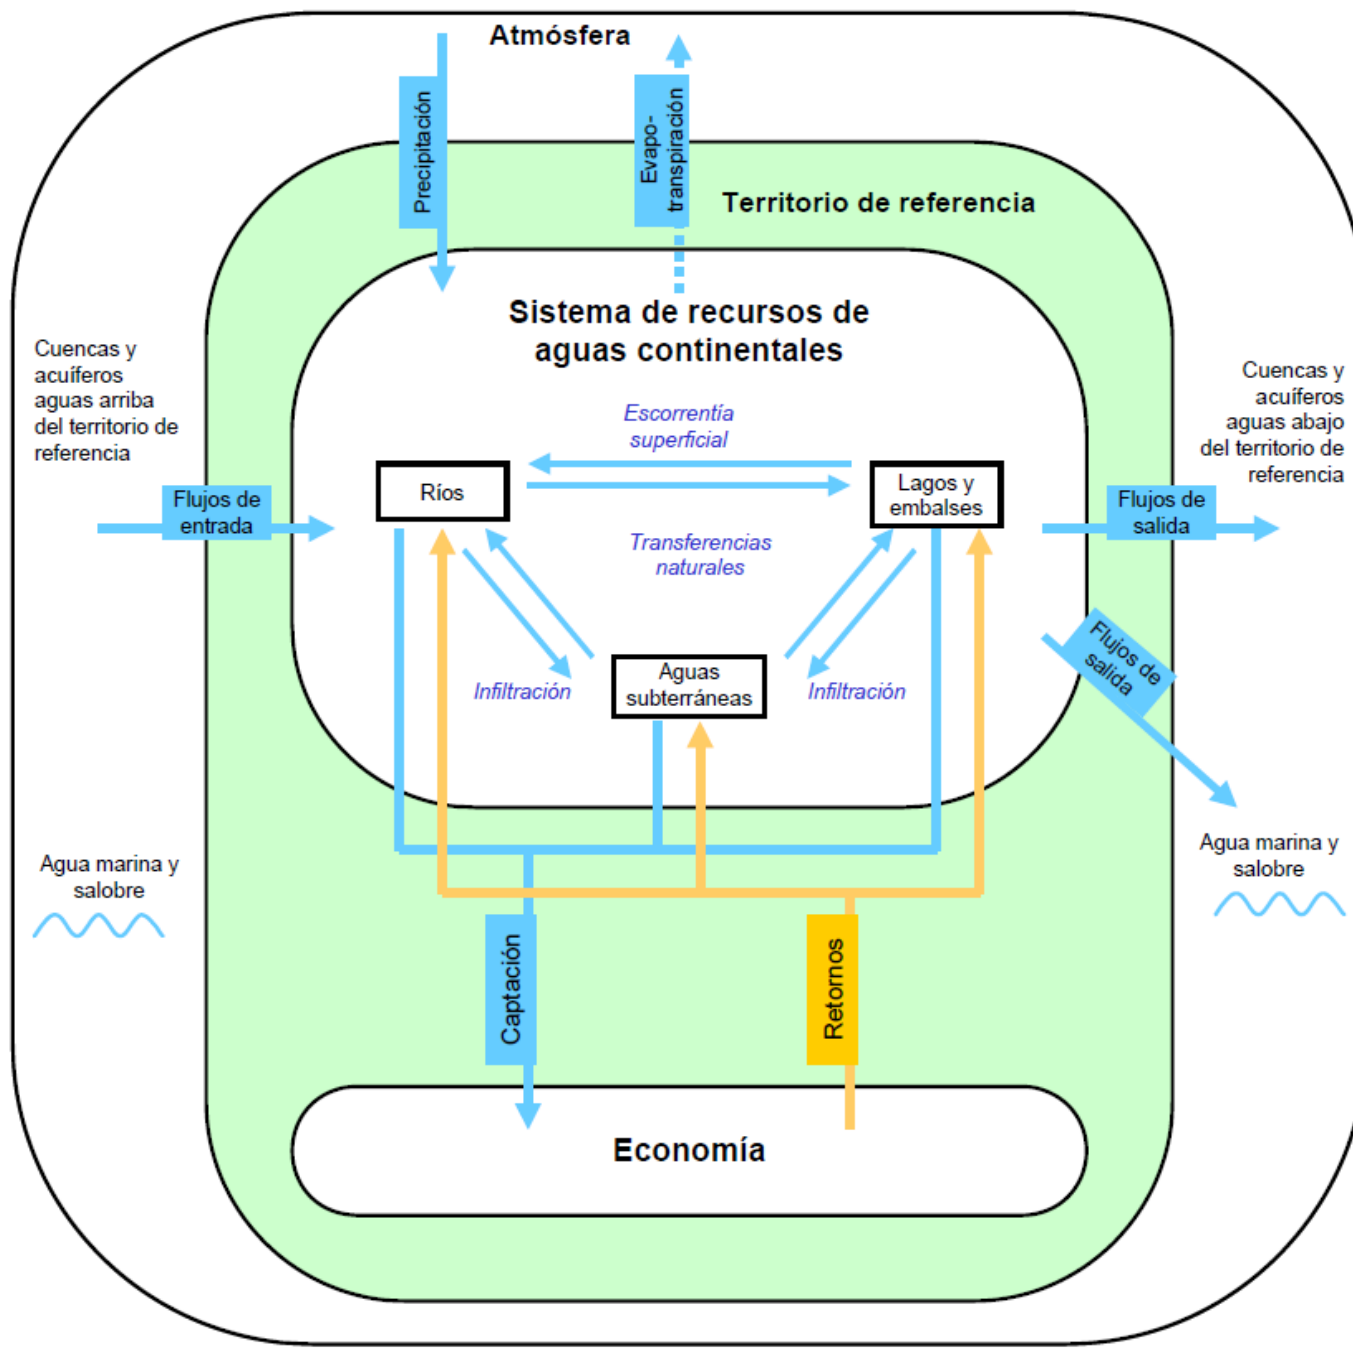 Atmósfera
Precipitación
Evapo-
transpiración
Territorio de referencia
Sistema de recursos de
aguas continentales
Cuencas y
acuíferos
aguas arriba
del territorio de
referencia
Cuencas y
acuíferos
aguas abajo
del territorio de
referencia
Escorrentía
superficial
Ríos
Lagos y
embalses
Flujos de
entrada
Flujos de
salida
Transferencias
naturales
Flujos de
salida
Infiltración
Aguas
subterráneas
Infiltración
Agua marina y
salobre
Agua marina y
salobre
Captación
Retornos
Economía